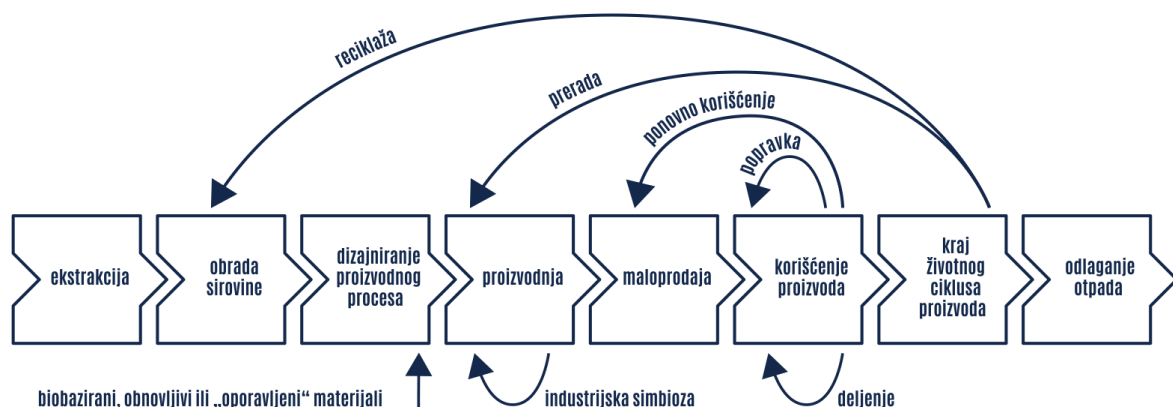 reciklaža
prerada
ponovno korišćenje
popravka
ekstrakcija
obrada
sirovine
dizajniranje
proizvodnog
procesa
proizvodnja
maloprodaja
korišćenje
proizvoda
kraj
životnog
ciklusa
proizvoda
odlaganje
otpada
biobazirani, obnovljivi ili „oporavljeni“ materijali
industrijska simbioza
deljenje